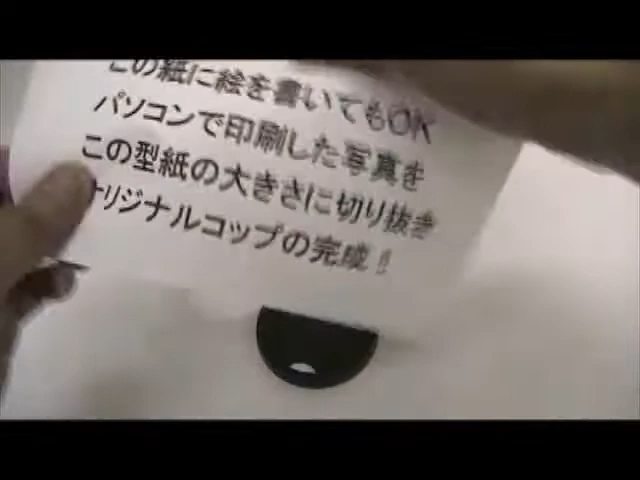 この紙に絵を書いてもOK
パソコンで印刷した写真を
この型紙の大きさに切り抜き
オリジナルコップの完成!!